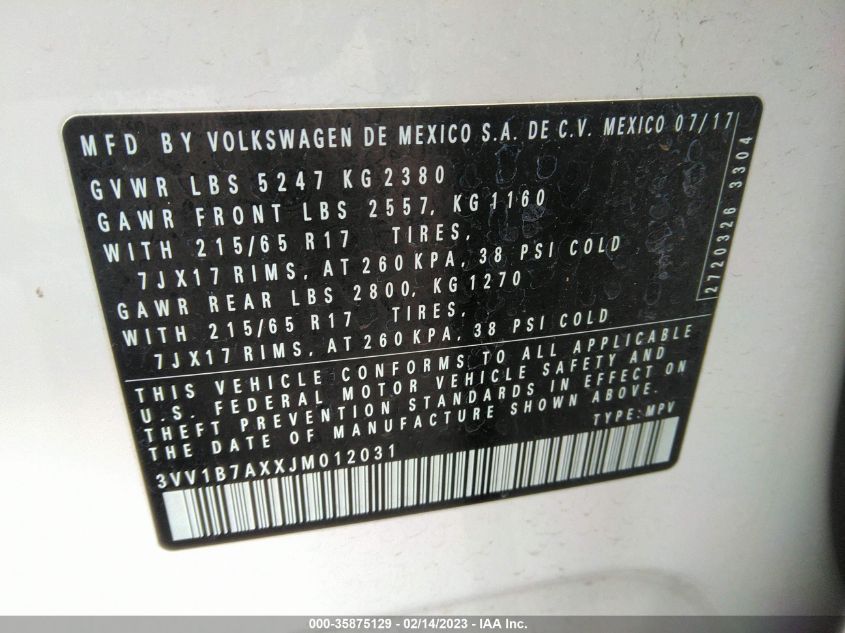 MFD BY VOLKSWAGEN DE MEXICO S.A. DE C.V. MEXICO 07/17
GVWR LBS 5247 KG 2380
GAWR FRONT LBS 2557, KG 1160
WITH 215/65 R17 TIRES,
7JX17 RIMS, AT 260 KPA, 38 PSI COLD
GAWR REAR LBS 2800, KG 1270
WITH 215/65 R17 TIRES,
7JX17 RIMS, AT 260 KPA, 38 PSI COLD
THIS VEHICLE CONFORMS TO ALL APPLICABLE
U.S. FEDERAL MOTOR VEHICLE SAFETY AND
THEFT PREVENTION STANDARDS IN EFFECT ON
THE DATE OF MANUFACTURE SHOWN ABOVE.
TYPE: MPV
3VV1B7AXXJM012031
2720326 3304
000-35875129 - 02/14/2023 - IAA Inc.